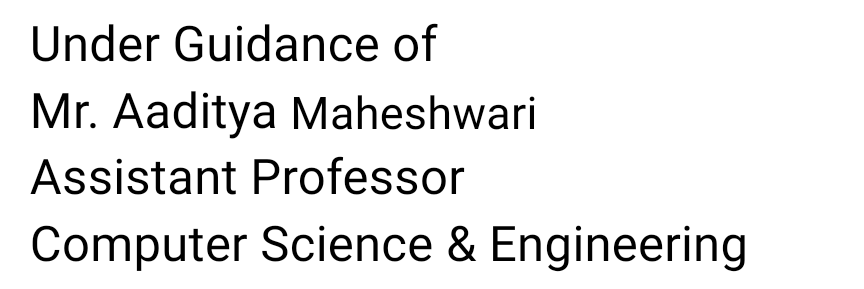 Under Guidance of
Mr. Aaditya Maheshwari
Assistant Professor
Computer Science & Engineering